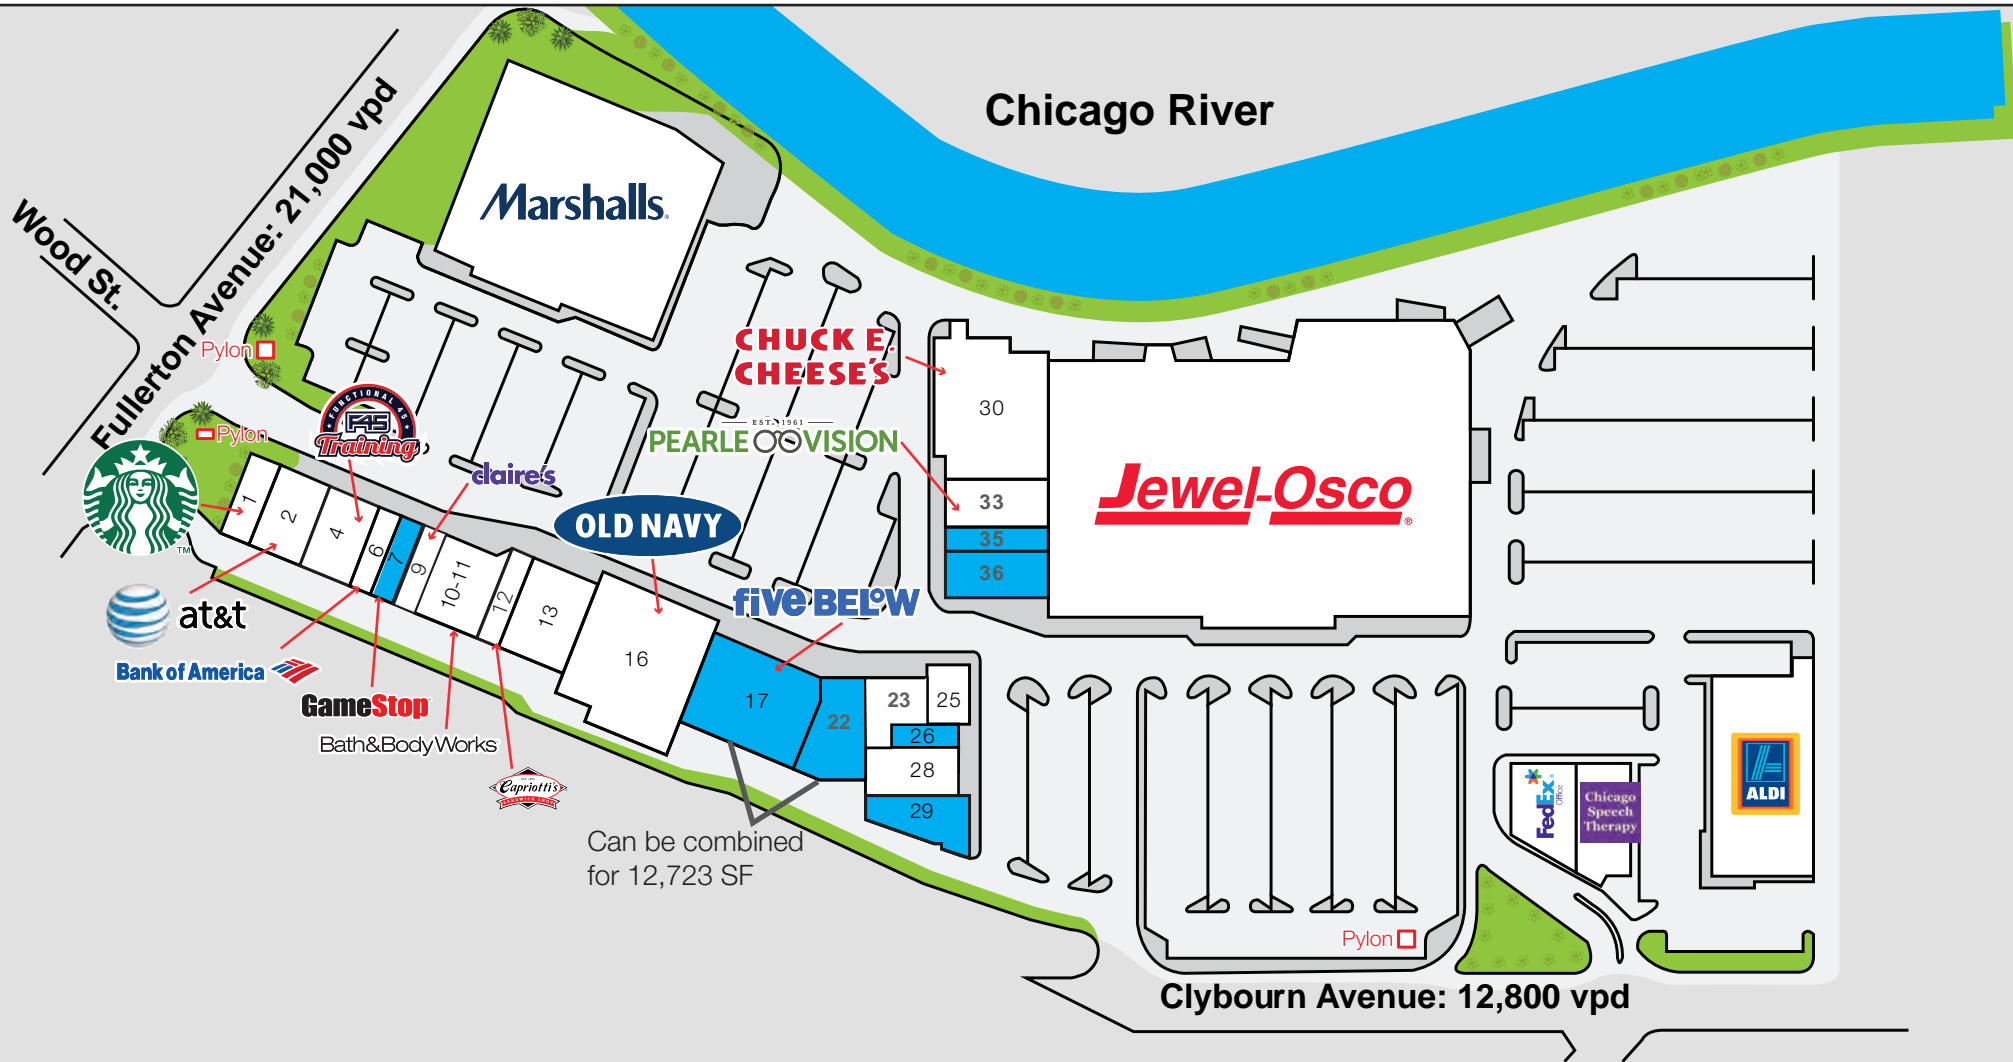 Chicago River
Fullerton Avenue: 21,000 vpd
Wood St.
Marshalls.
Pylon
Pylon
FUNCTIONAL 45
F45
Training
CHUCK E.
CHEESE'S
EST. 1961
PEARLE VISION
claire's
OLD NAVY
five BELOW
Jewel-Osco
®
TM
at&t
Bank of America
GameStop
Bath&Body Works
Capriotti's
SANDWICH SHOP
1
2
4
6
7
9
10-11
12
13
16
17
22
23
25
26
28
29
30
33
35
36
Can be combined
for 12,723 SF
FedEx
Office
Chicago
Speech
Therapy
ALDI
Pylon
Clybourn Avenue: 12,800 vpd